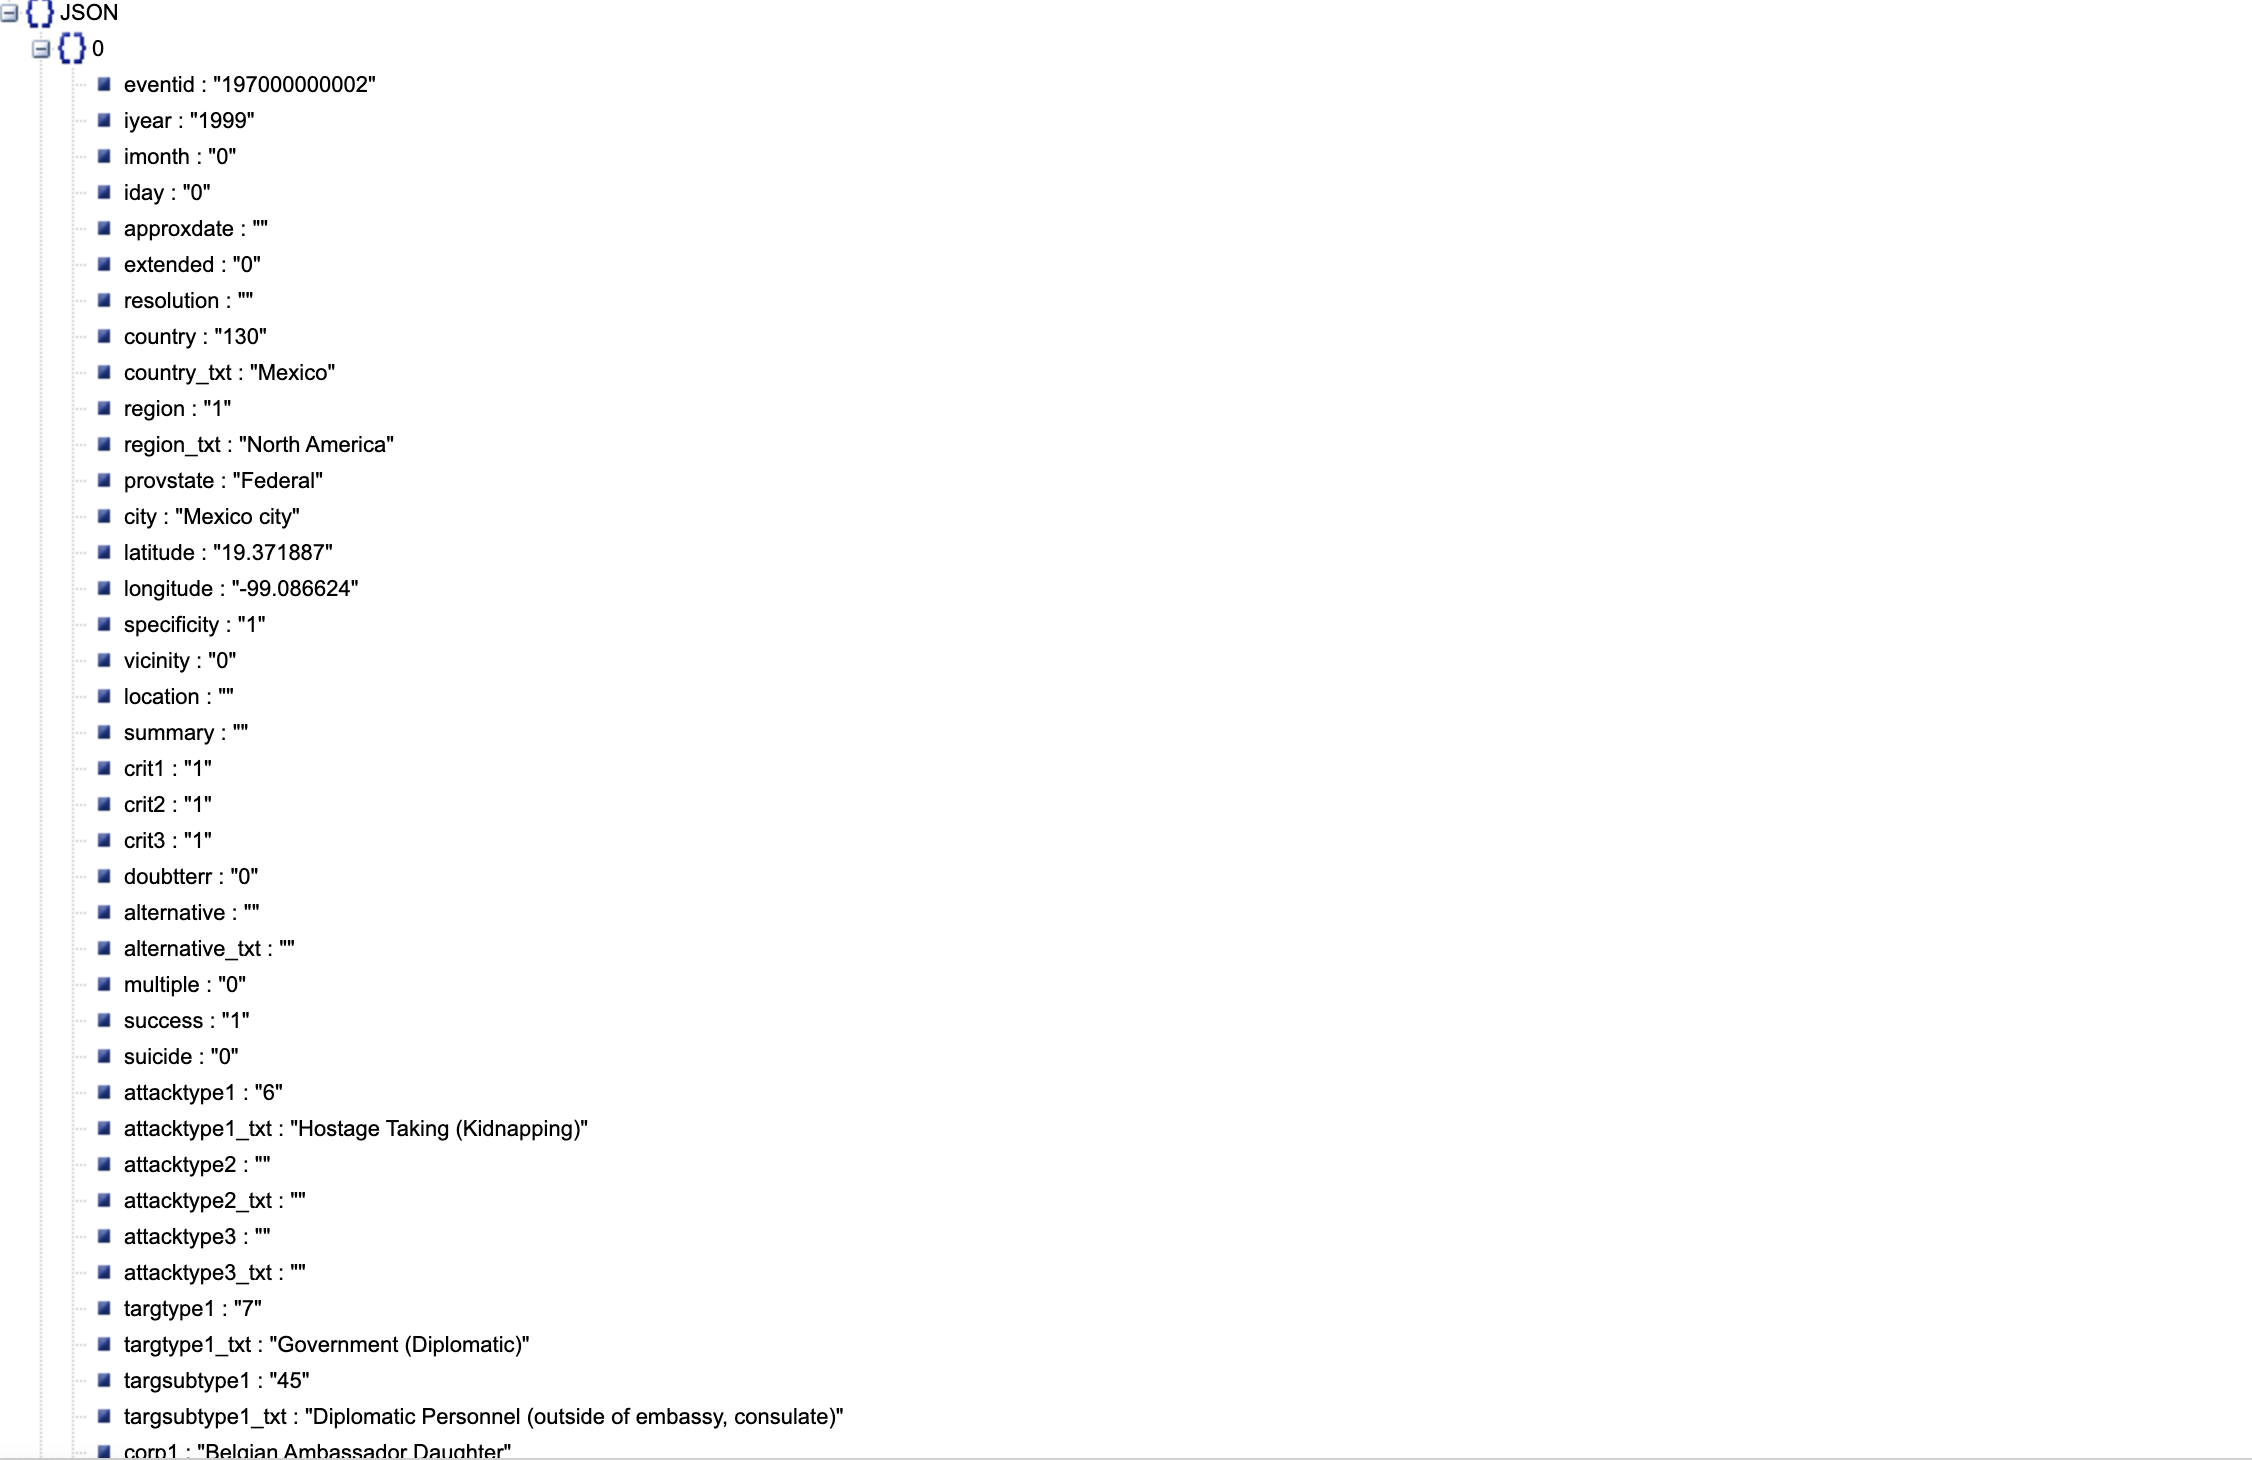 JSON
0
eventid : "197000000002"
iyear : "1999"
imonth : "0"
iday : "0"
approxdate : ""
extended : "0"
resolution : ""
country : "130"
country_txt : "Mexico"
region : "1"
region_txt : "North America"
provstate : "Federal"
city : "Mexico city"
latitude : "19.371887"
longitude : "-99.086624"
specificity : "1"
vicinity : "0"
location : ""
summary : ""
crit1 : "1"
crit2 : "1"
crit3 : "1"
doubtterr : "0"
alternative : ""
alternative_txt : ""
multiple : "0"
success : "1"
suicide : "0"
attacktype1 : "6"
attacktype1_txt : "Hostage Taking (Kidnapping)"
attacktype2 : ""
attacktype2_txt : ""
attacktype3 : ""
attacktype3_txt : ""
targtype1 : "7"
targtype1_txt : "Government (Diplomatic)"
targsubtype1 : "45"
targsubtype1_txt : "Diplomatic Personnel (outside of embassy, consulate)"
corp1 : "Belgian Ambassador Daughter"